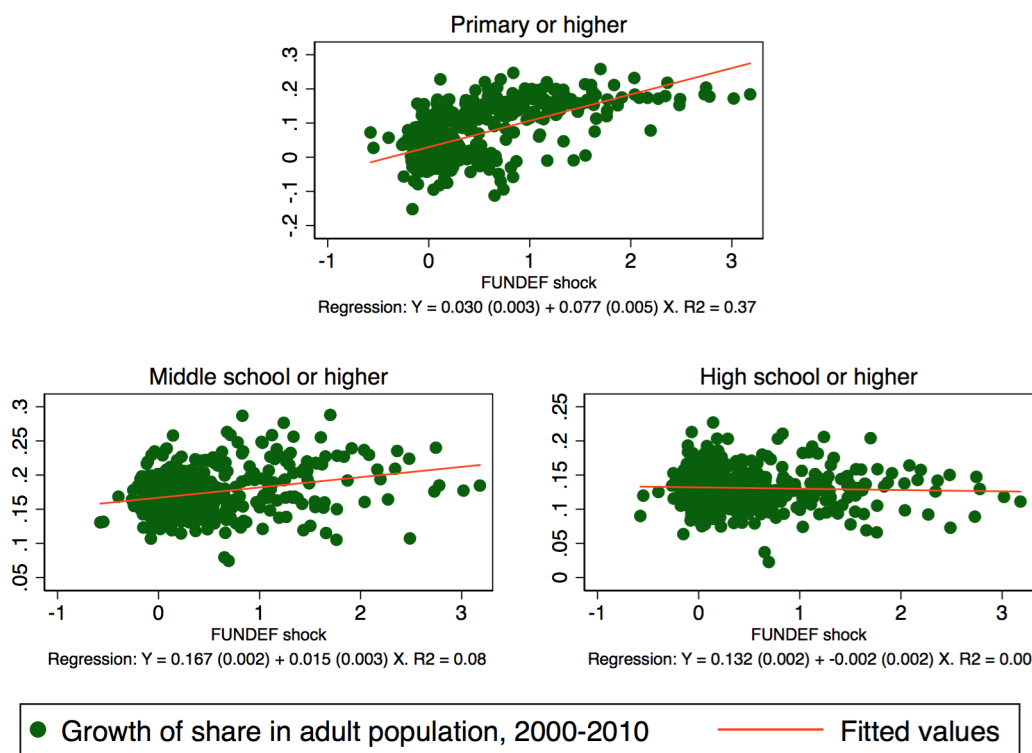 Primary or higher
.3
.2
.1
0
-.1
-.2
-1 0 1 2 3
FUNDEF shock
Regression: Y = 0.030 (0.003) + 0.077 (0.005) X. R2 = 0.37
Middle school or higher
.3
.25
.2
.15
.1
.05
-1 0 1 2 3
FUNDEF shock
Regression: Y = 0.167 (0.002) + 0.015 (0.003) X. R2 = 0.08
High school or higher
.25
.2
.15
.1
.05
0
-1 0 1 2 3
FUNDEF shock
Regression: Y = 0.132 (0.002) + -0.002 (0.002) X. R2 = 0.00
Growth of share in adult population, 2000-2010 Fitted values